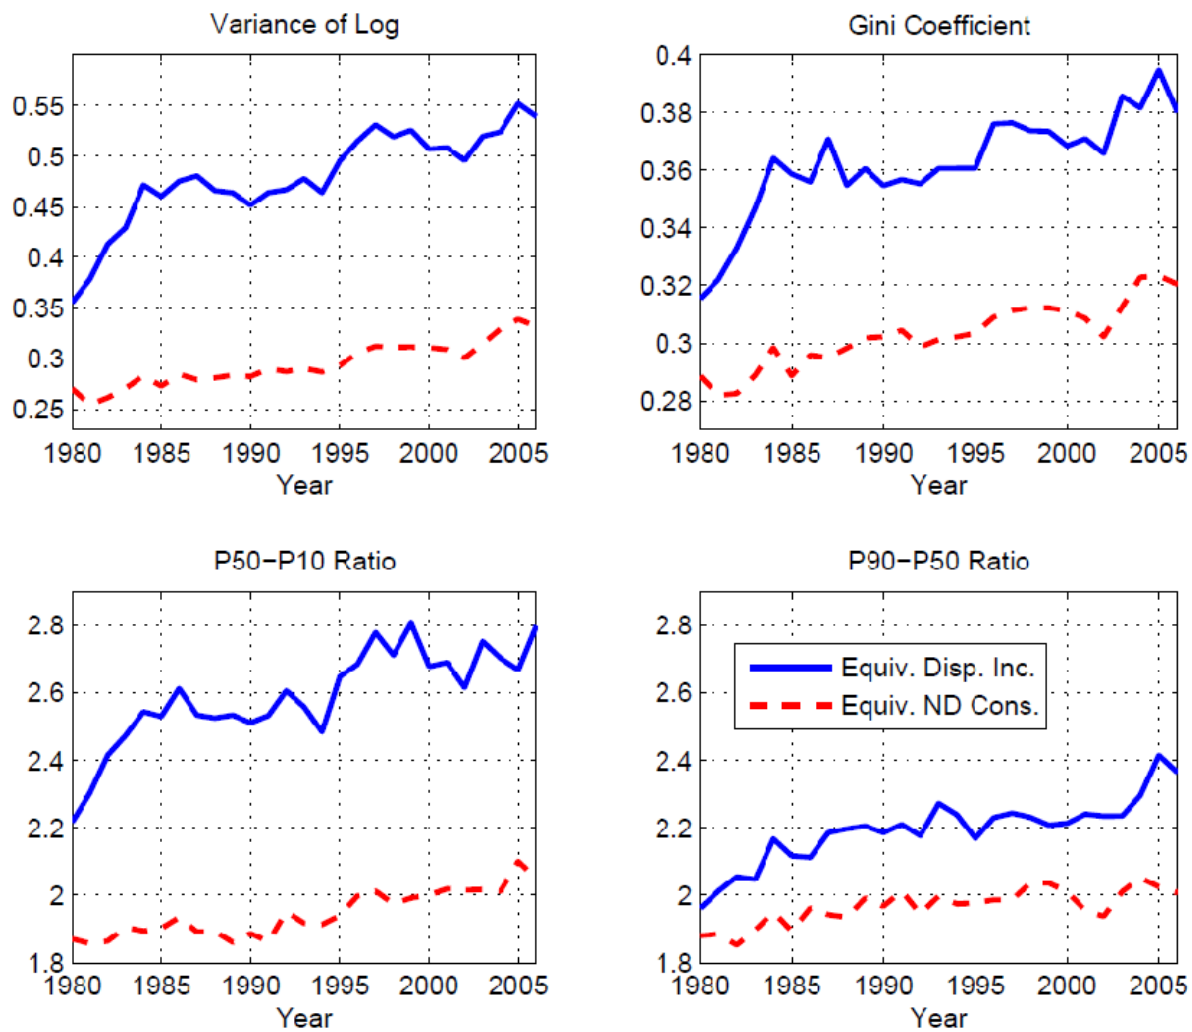 Variance of Log
0.55
0.5
0.45
0.4
0.35
0.3
0.25
1980 1985 1990 1995 2000 2005
Year
Gini Coefficient
0.4
0.38
0.36
0.34
0.32
0.3
0.28
1980 1985 1990 1995 2000 2005
Year
P50−P10 Ratio
2.8
2.6
2.4
2.2
2
1.8
1980 1985 1990 1995 2000 2005
Year
P90−P50 Ratio
2.8
2.6
2.4
2.2
2
1.8
Equiv. Disp. Inc.
Equiv. ND Cons.
1980 1985 1990 1995 2000 2005
Year